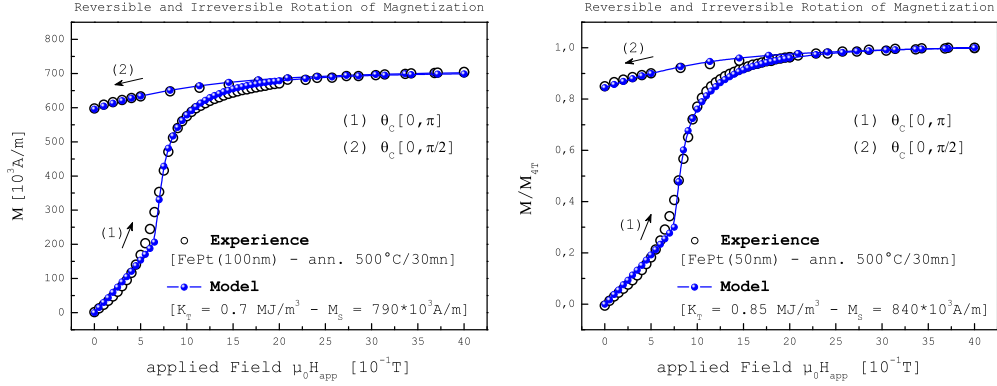 Reversible and Irreversible Rotation of Magnetization
M [10³A/m]
800
700
600
500
400
300
200
100
0
(2)
(1) θC[0,π]
(2) θC[0,π/2]
(1)
Experience
[FePt(100nm) - ann. 500°C/30mn]
Model
[KT = 0.7 MJ/m³ - MS = 790*10³A/m]
0 5 10 15 20 25 30 35 40
applied Field μ0Happ [10⁻¹T]
Reversible and Irreversible Rotation of Magnetization
M/M4T
1,0
0,8
0,6
0,4
0,2
0,0
(2)
(1) θC[0,π]
(2) θC[0,π/2]
(1)
Experience
[FePt(50nm) - ann. 500°C/30mn]
Model
[KT = 0.85 MJ/m³ - MS = 840*10³A/m]
0 5 10 15 20 25 30 35 40
applied Field μ0Happ [10⁻¹T]